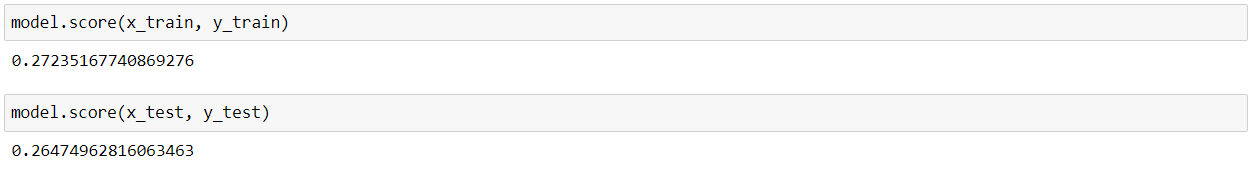 model.score(x_train, y_train)
0.27235167740869276
model.score(x_test, y_test)
0.26474962816063463